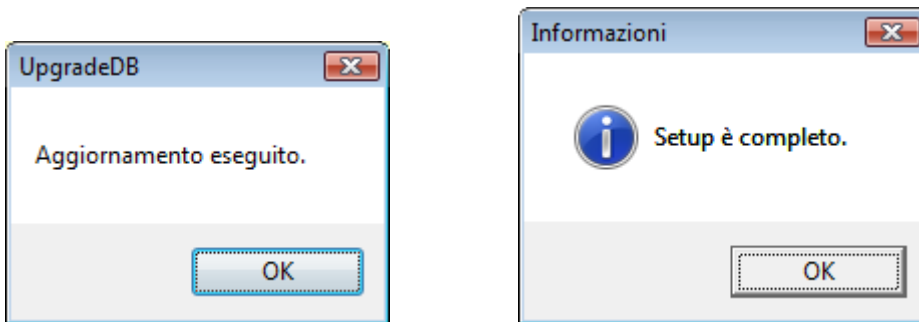 UpgradeDB
Aggiornamento eseguito.
OK
Informazioni
Setup è completo.
OK